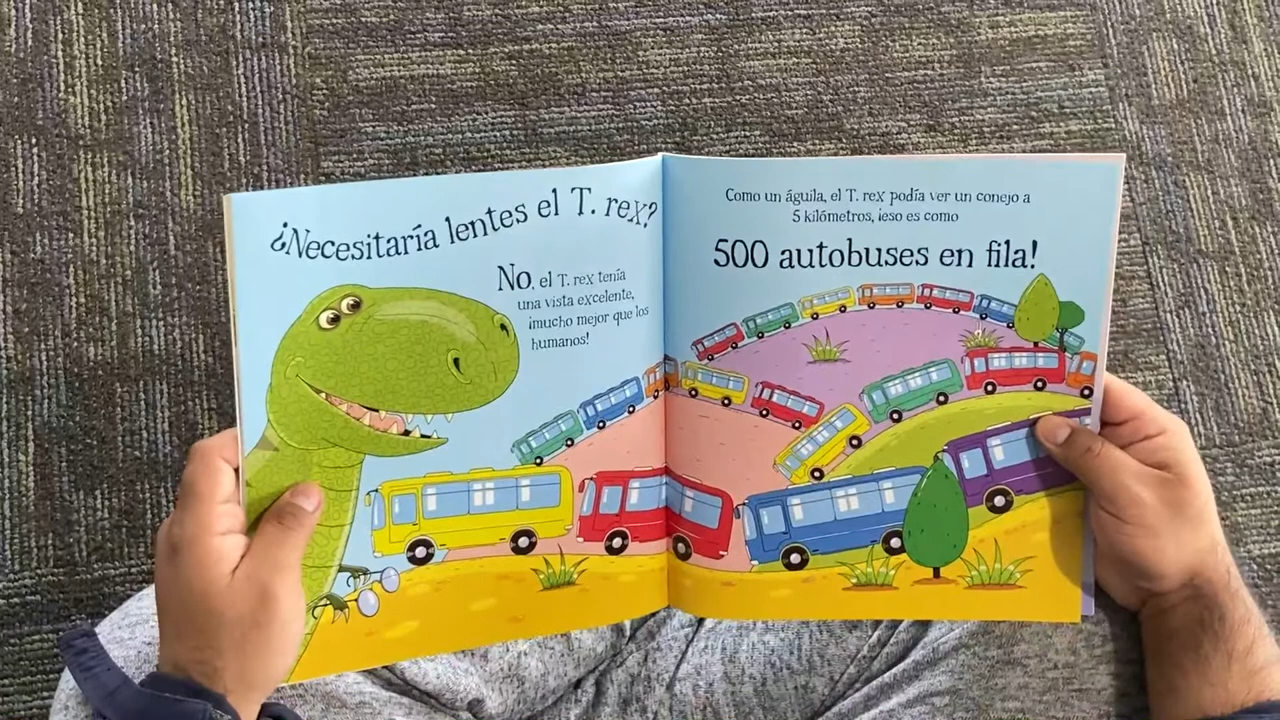 ¿Necesitaría lentes el T. rex?
No, el T. rex tenía
una vista excelente,
¡mucho mejor que los
humanos!
Como un águila, el T. rex podía ver un conejo a
5 kilómetros, ¡eso es como
500 autobuses en fila!